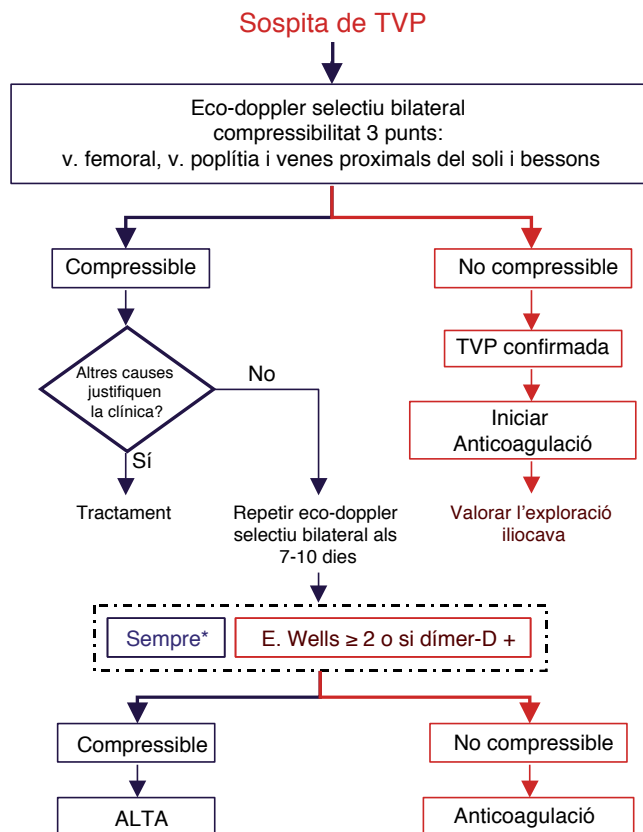 Sospita de TVP
Eco-doppler selectiu bilateral
compressibilitat 3 punts:
v. femoral, v. poplítia i venes proximals del soli i bessons
Compressible
No compressible
TVP confirmada
Altres causes
justifiquen
la clínica?
No
Iniciar
Anticoagulació
Sí
Tractament
Repetir eco-doppler
selectiu bilateral als
7-10 dies
Valorar l’exploració
iliocava
Sempre*
E. Wells ≥ 2 o si dímer-D +
Compressible
No compressible
ALTA
Anticoagulació